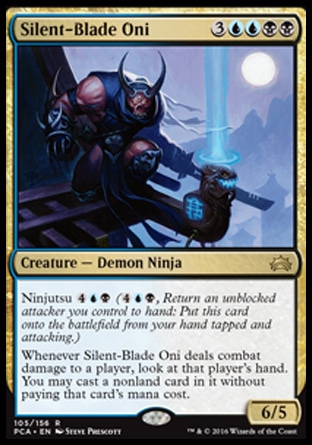 Silent-Blade Oni 3
Creature — Demon Ninja
Ninjutsu 4 (4, Return an unblocked
attacker you control to hand: Put this card
onto the battlefield from your hand tapped and
attacking.)
Whenever Silent-Blade Oni deals combat
damage to a player, look at that player's hand.
You may cast a nonland card in it without
paying that card's mana cost.
6/5
105/156 R
PCA • EN Steve Prescott ™ & © 2016 Wizards of the Coast